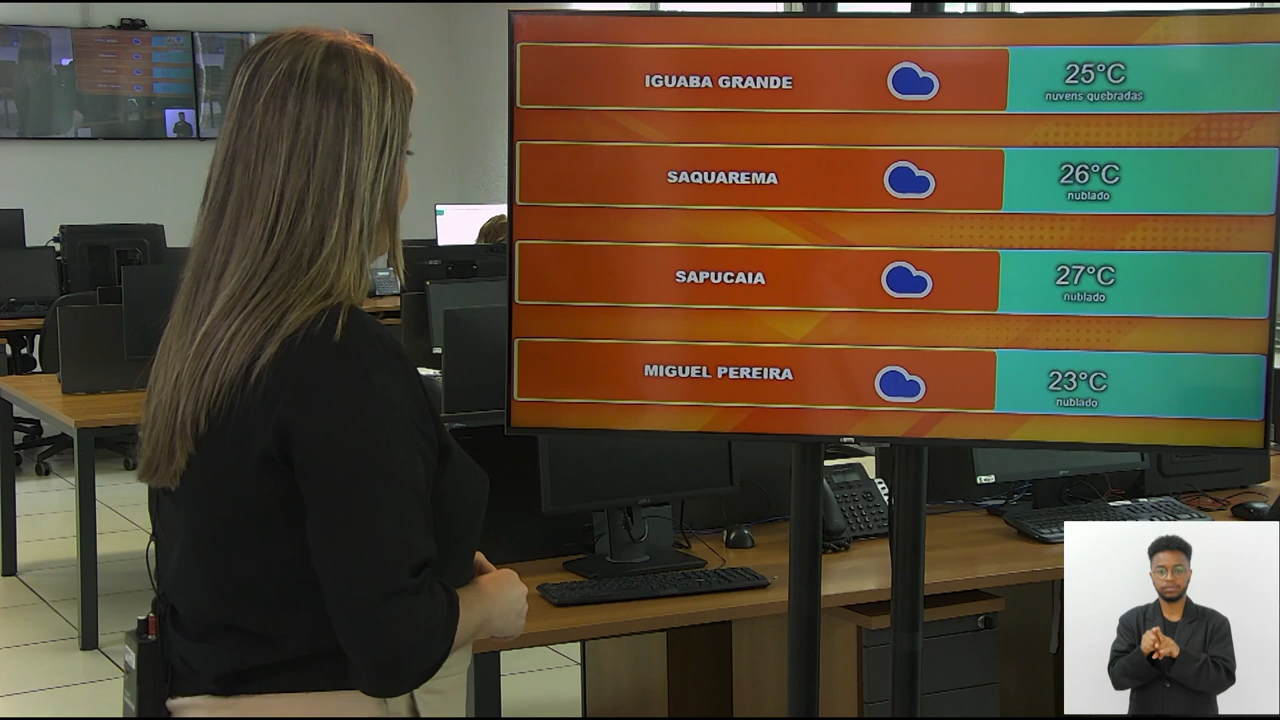 IGUABA GRANDE
25°C
nuvens quebradas
SAQUAREMA
26°C
nublado
SAPUCAIA
27°C
nublado
MIGUEL PEREIRA
23°C
nublado